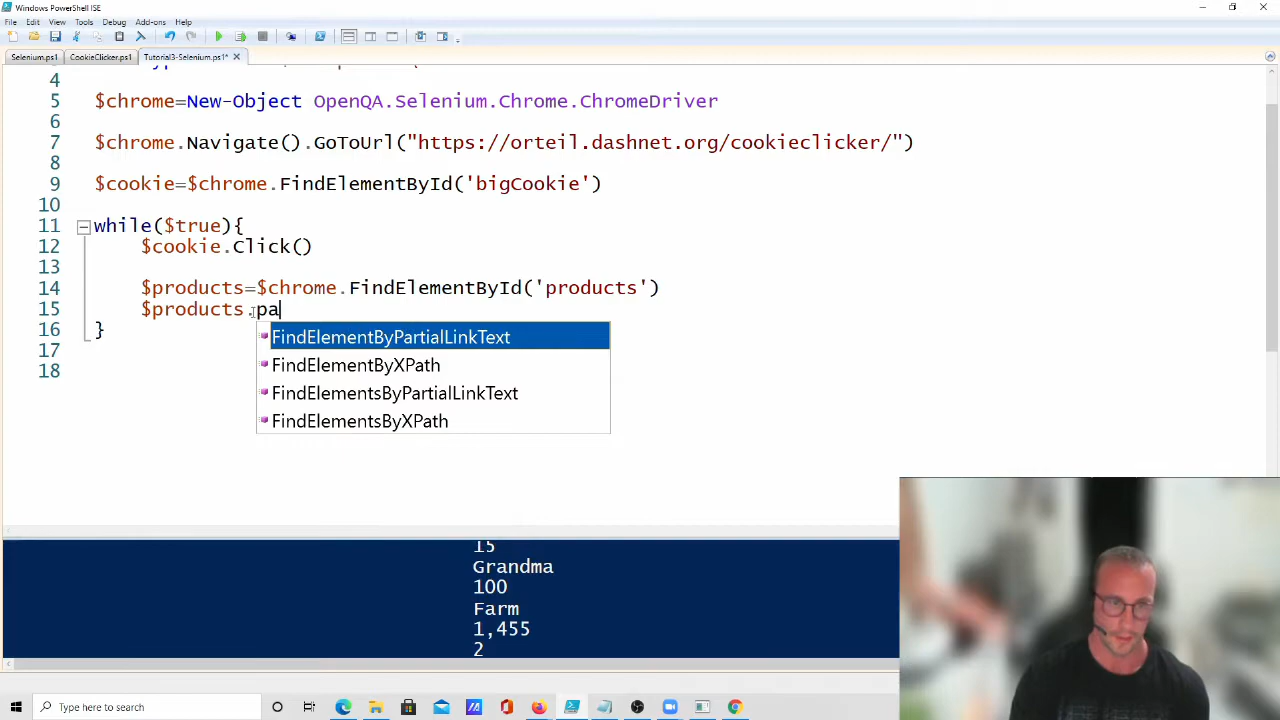 Windows PowerShell ISE
File Edit View Tools Debug Add-ons Help
Selenium.ps1 CookieClicker.ps1 Tutorial3-Selenium.ps1*
4
5 $chrome=New-Object OpenQA.Selenium.Chrome.ChromeDriver
6
7 $chrome.Navigate().GoToUrl("https://orteil.dashnet.org/cookieclicker/")
8
9 $cookie=$chrome.FindElementById('bigCookie')
10
11 while($true){
12 $cookie.Click()
13
14 $products=$chrome.FindElementById('products')
15 $products.pa
16 }
17
18
FindElementByPartialLinkText
FindElementByXPath
FindElementsByPartialLinkText
FindElementsByXPath
15
Grandma
100
Farm
1,455
2
Type here to search